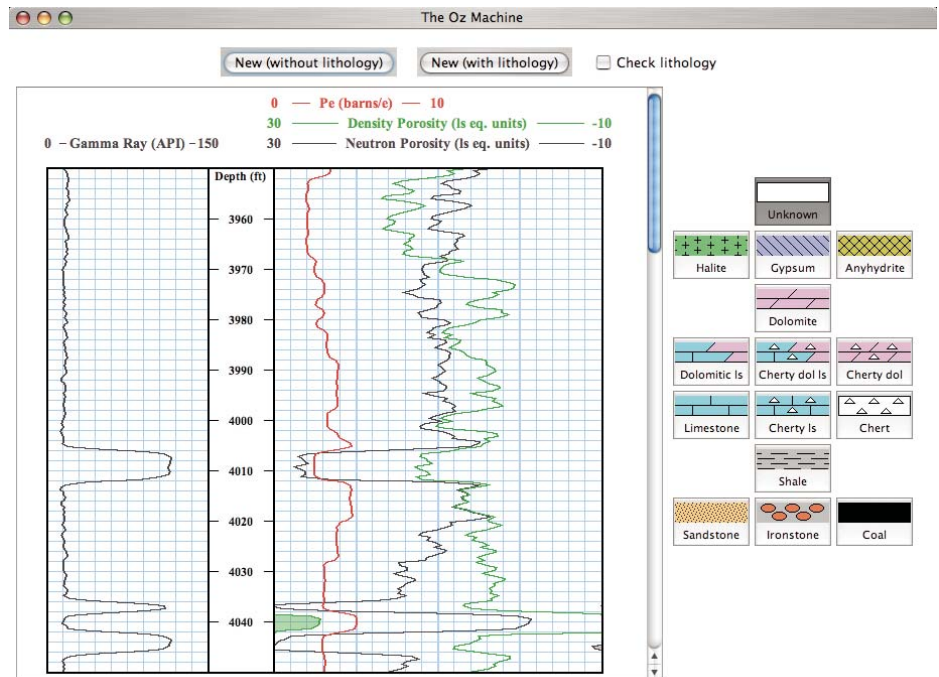 The Oz Machine
New (without lithology) New (with lithology) Check lithology
0 — Pe (barns/e) — 10
30 — Density Porosity (ls eq. units) — -10
0 – Gamma Ray (API) –150 30 — Neutron Porosity (ls eq. units) — -10
Depth (ft)
3960
3970
3980
3990
4000
4010
4020
4030
4040
Unknown
Halite Gypsum Anyhydrite
Dolomite
Dolomitic ls Cherty dol ls Cherty dol
Limestone Cherty ls Chert
Shale
Sandstone Ironstone Coal